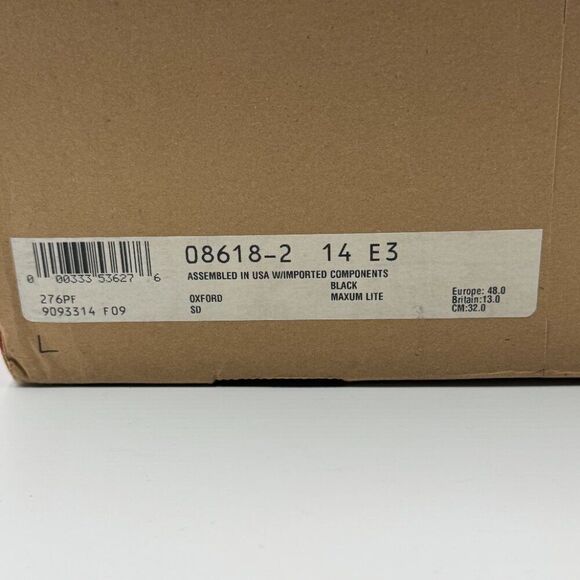 08618-2 14 E3
0 00333 53627 6
ASSEMBLED IN USA W/IMPORTED COMPONENTS
BLACK
276PF OXFORD MAXUM LITE
9093314 F09 SD
Europe: 48.0
Britain:13.0
CM:32.0